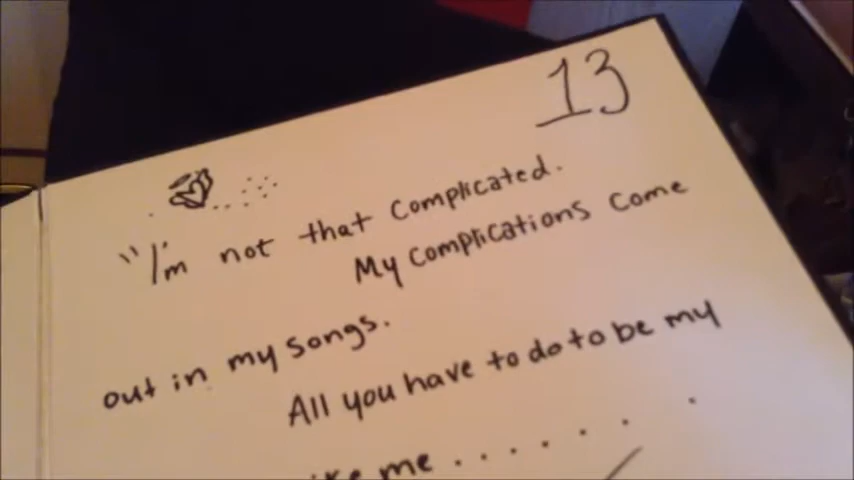 13
"I'm not that complicated.
My complications come
out in my songs.
All you have to do to be my
me . . . . . . .